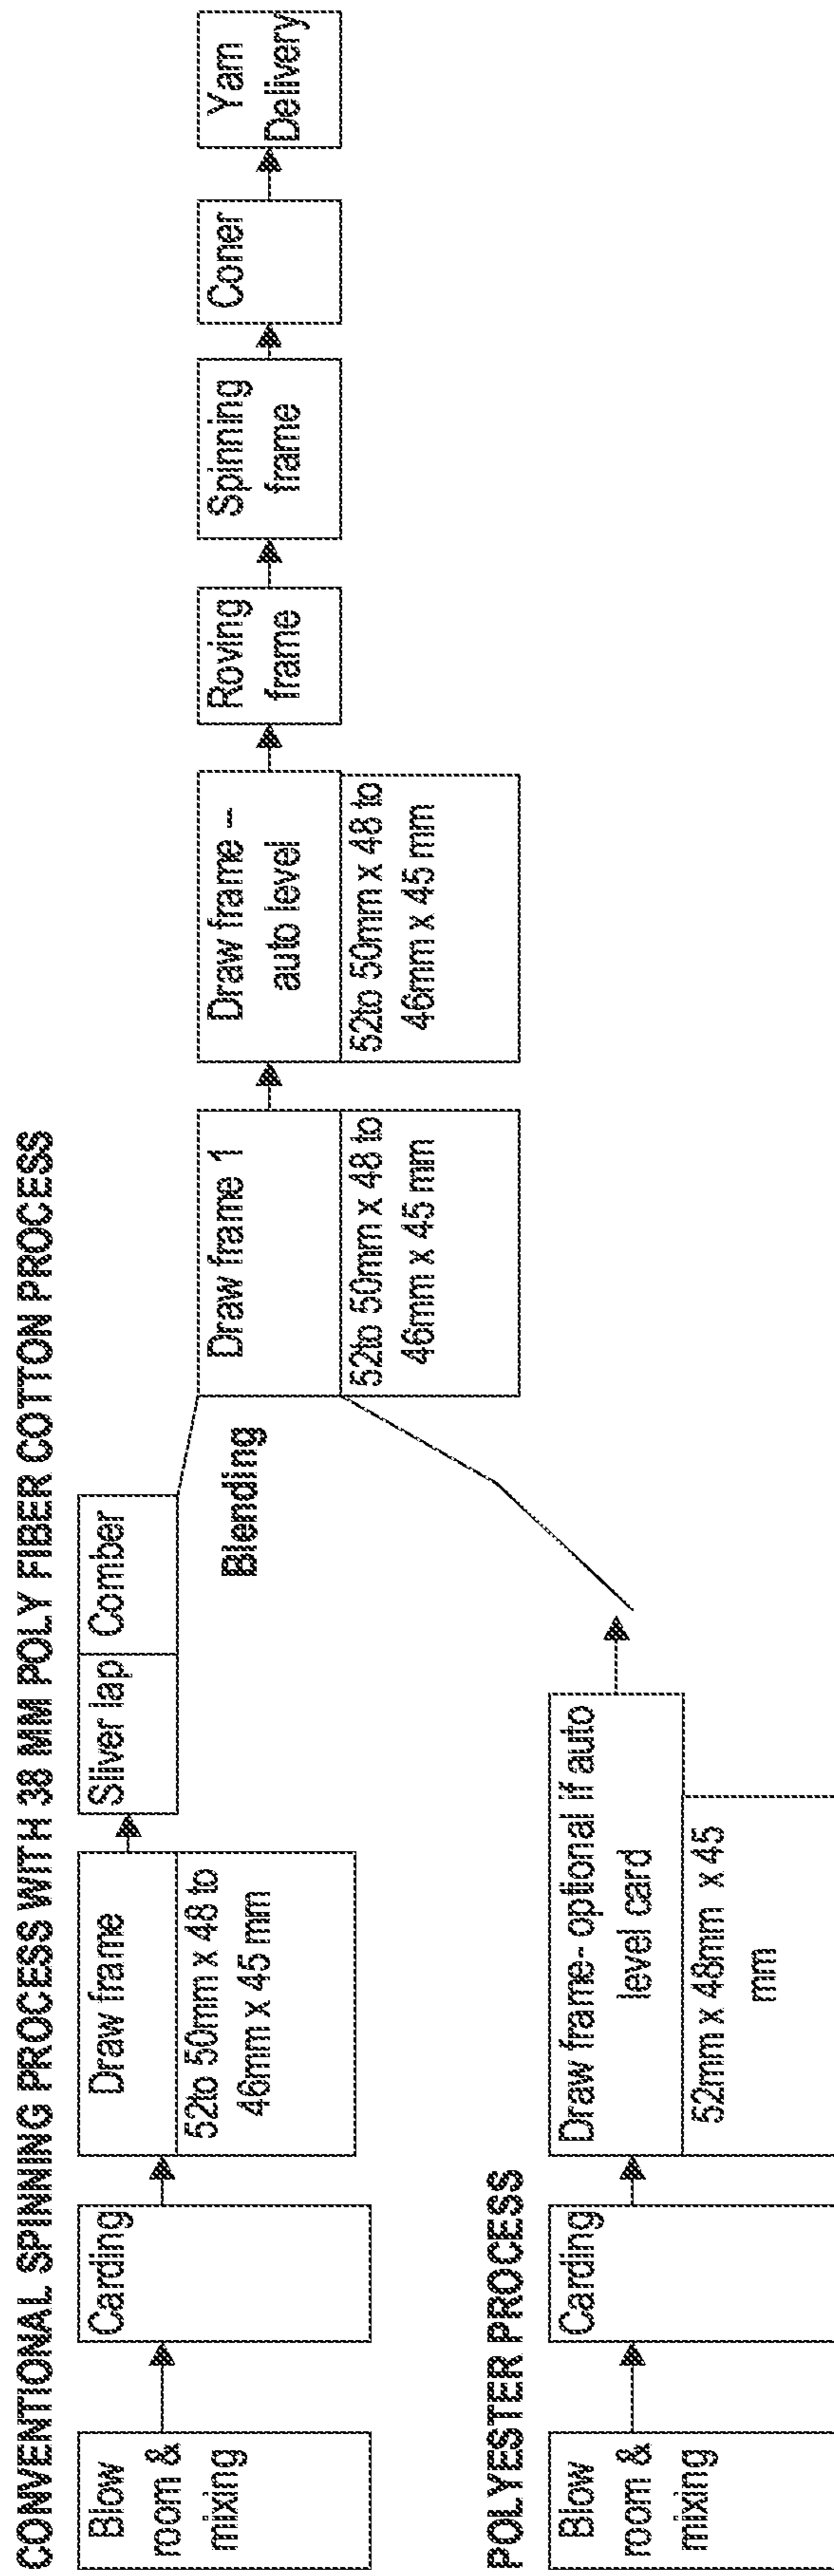 CONVENTIONAL SPINNING PROCESS WITH 38 MM POLY FIBER COTTON PROCESS
Blow
room &
mixing
Carding
Draw frame
52to 50mm x 48 to
46mm x 45 mm
Sliver lap
Comber
Blending
Draw frame 1
52to 50mm x 48 to
46mm x 45 mm
Draw frame --
auto level
52to 50mm x 48 to
46mm x 45 mm
Roving
frame
Spinning
frame
Coner
Yarn
Delivery
POLYESTER PROCESS
Blow
room &
mixing
Carding
Draw frame- optional if auto
level card
52mm x 48mm x 45
mm